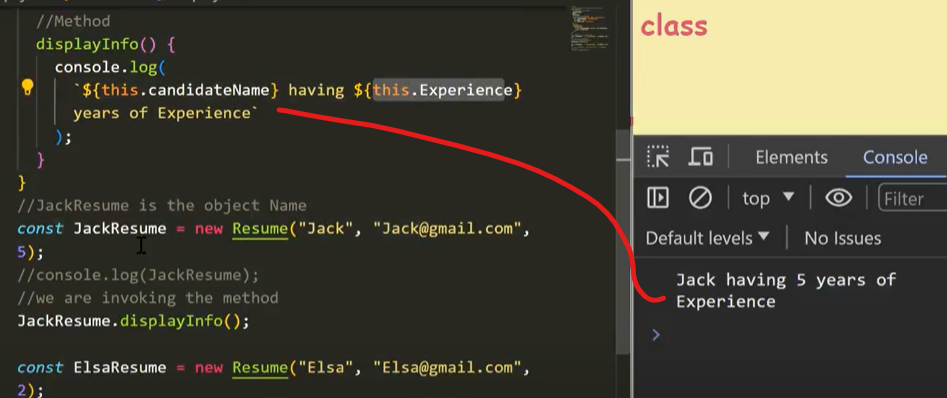 //Method
displayInfo() {
console.log(
`${this.candidateName} having ${this.Experience}
years of Experience`
);
}
}
//JackResume is the object Name
const JackResume = new Resume("Jack", "Jack@gmail.com",
5);
//console.log(JackResume);
//we are invoking the method
JackResume.displayInfo();
const ElsaResume = new Resume("Elsa", "Elsa@gmail.com",
2);
class
Elements Console
top Filter
Default levels No Issues
Jack having 5 years of
Experience
>